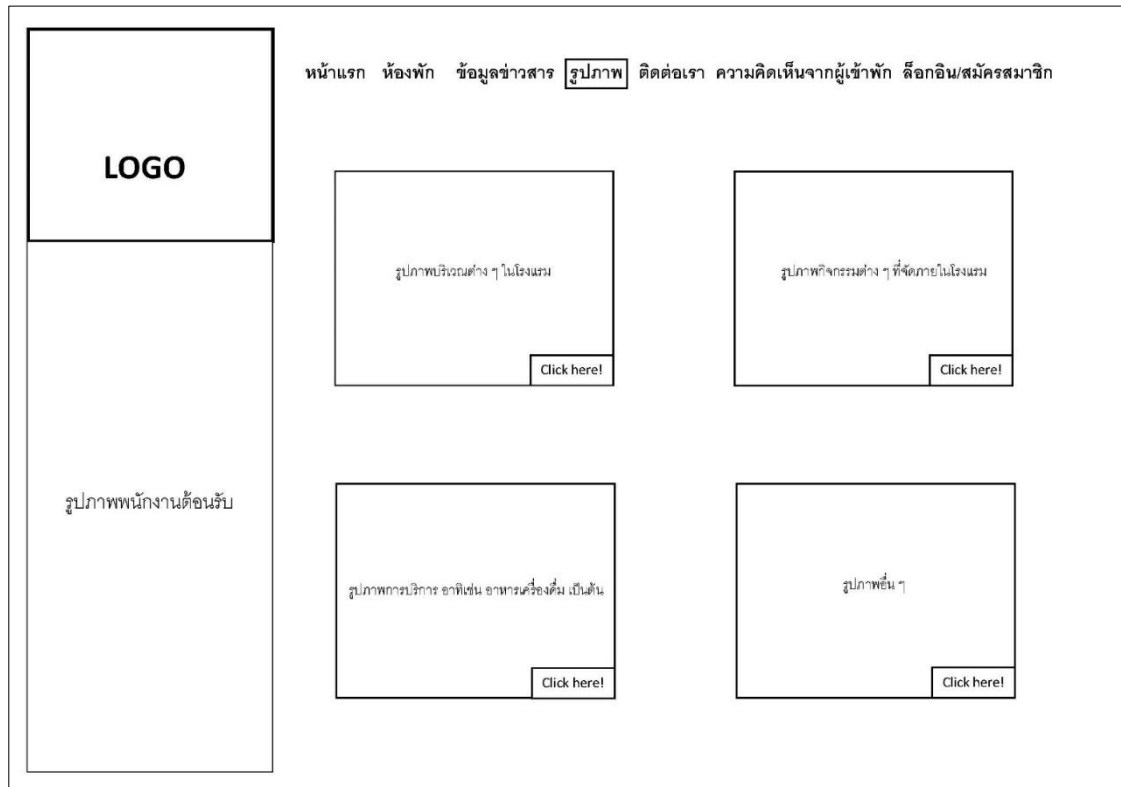 LOGO
หน้าแรก ห้องพัก ข้อมูลข่าวสาร รูปภาพ ติดต่อเรา ความคิดเห็นจากผู้เข้าพัก ล็อกอิน/สมัครสมาชิก
รูปภาพบริเวณต่าง ๆ ในโรงแรม
Click here!
รูปภาพกิจกรรมต่าง ๆ ที่จัดภายในโรงแรม
Click here!
รูปภาพพนักงานต้อนรับ
รูปภาพการบริการ อาทิเช่น อาหารเครื่องดื่ม เป็นต้น
Click here!
รูปภาพอื่น ๆ
Click here!